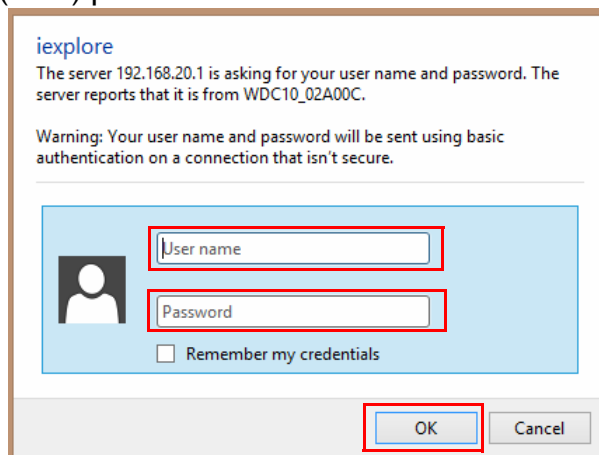 iexplore
The server 192.168.20.1 is asking for your user name and password. The
server reports that it is from WDC10_02A00C.
Warning: Your user name and password will be sent using basic
authentication on a connection that isn't secure.
User name
Password
Remember my credentials
OK Cancel